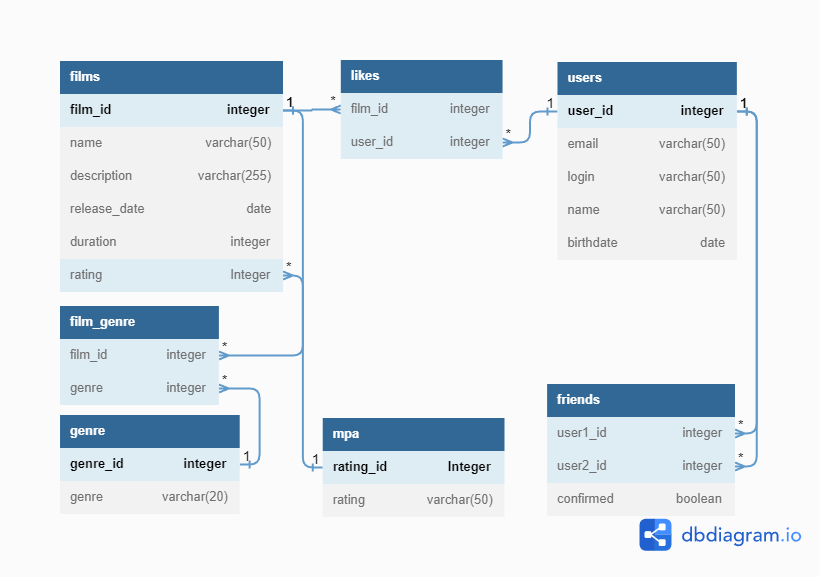 films
film_id integer
name varchar(50)
description varchar(255)
release_date date
duration integer
rating Integer
likes
film_id integer
user_id integer
users
user_id integer
email varchar(50)
login varchar(50)
name varchar(50)
birthdate date
film_genre
film_id integer
genre integer
genre
genre_id integer
genre varchar(20)
mpa
rating_id Integer
rating varchar(50)
friends
user1_id integer
user2_id integer
confirmed boolean
1 * * 1 1
*
*
*
1 1
*
*
dbdiagram.io